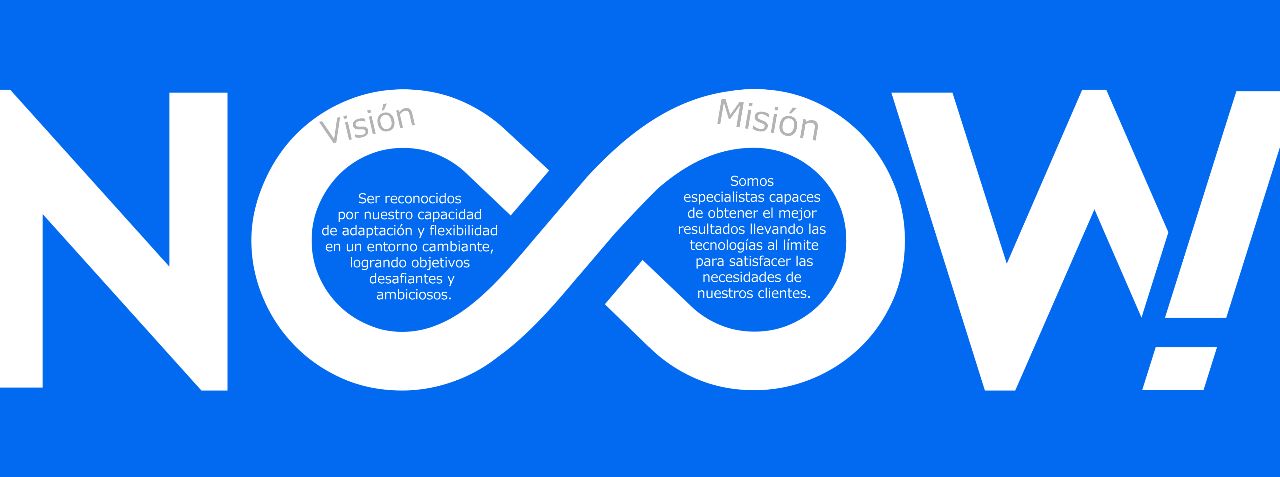 NOOW!
Visión
Ser reconocidos
por nuestro capacidad
de adaptación y flexibilidad
en un entorno cambiante,
logrando objetivos
desafiantes y
ambiciosos.
Misión
Somos
especialistas capaces
de obtener el mejor
resultados llevando las
tecnologías al límite
para satisfacer las
necesidades de
nuestros clientes.